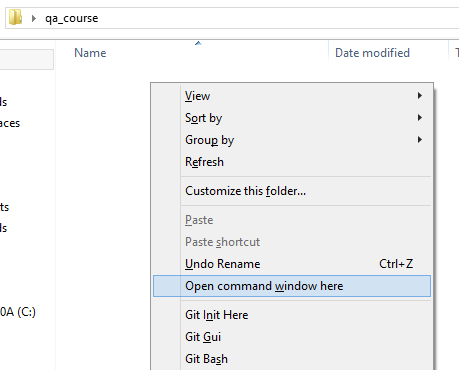 qa_course
Name Date modified
View
Sort by
Group by
Refresh
Customize this folder...
Paste
Paste shortcut
Undo Rename Ctrl+Z
Open command window here
Git Init Here
Git Gui
Git Bash
ls
aces
ts
ls
0A (C:)